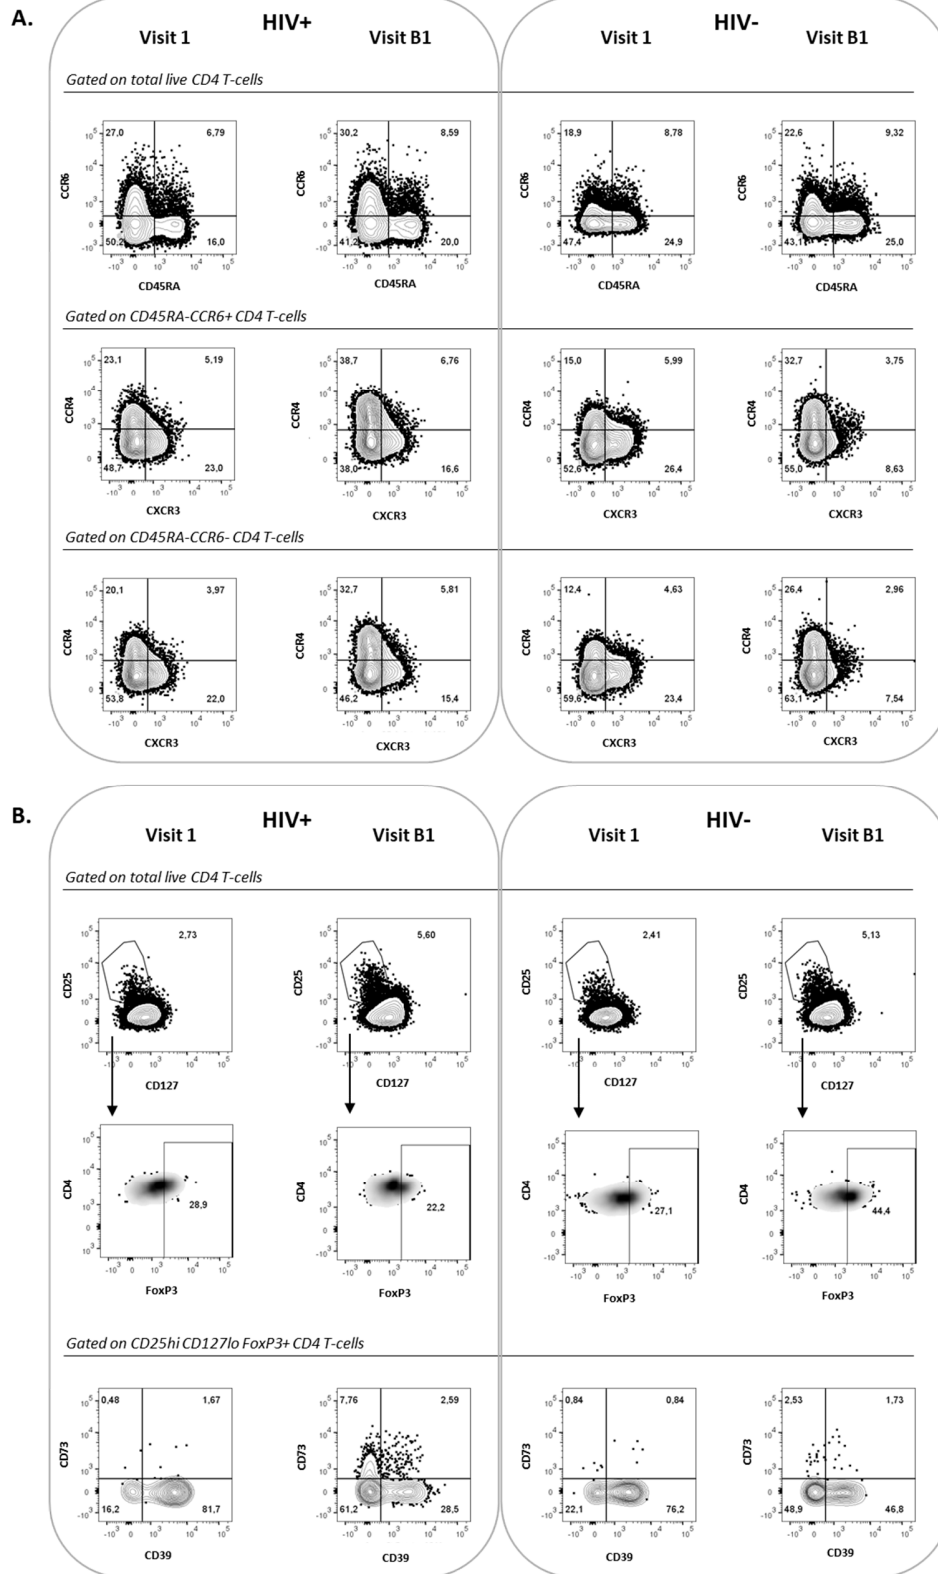 A.
HIV+
HIV-
Visit 1
Visit B1
Visit 1
Visit B1
Gated on total live CD4 T-cells
27,0 6,79
30,2 8,59
18,9 8,78
22,6 9,32
CCR6
CCR6
CCR6
CCR6
50,2 16,0
41,2 20,0
47,4 24,9
43,1 25,0
CD45RA
CD45RA
CD45RA
CD45RA
Gated on CD45RA-CCR6+ CD4 T-cells
23,1 5,19
38,7 6,76
15,0 5,99
32,7 3,75
CCR4
CCR4
CCR4
CCR4
48,7 23,0
38,0 16,6
52,6 26,4
55,0 8,63
CXCR3
CXCR3
CXCR3
CXCR3
Gated on CD45RA-CCR6- CD4 T-cells
20,1 3,97
32,7 5,81
12,4 4,63
26,4 2,96
CCR4
CCR4
CCR4
CCR4
53,8 22,0
46,2 15,4
59,6 23,4
63,1 7,54
CXCR3
CXCR3
CXCR3
CXCR3
B.
HIV+
HIV-
Visit 1
Visit B1
Visit 1
Visit B1
Gated on total live CD4 T-cells
2,73
5,60
2,41
5,13
CD25
CD25
CD25
CD25
CD127
CD127
CD127
CD127
CD4
CD4
CD4
CD4
28,9
22,2
27,1
44,4
FoxP3
FoxP3
FoxP3
FoxP3
Gated on CD25hi CD127lo FoxP3+ CD4 T-cells
0,48 1,67
7,76 2,59
0,84 0,84
2,53 1,73
CD73
CD73
CD73
CD73
16,2 81,7
61,2 28,5
22,1 76,2
48,9 46,8
CD39
CD39
CD39
CD39